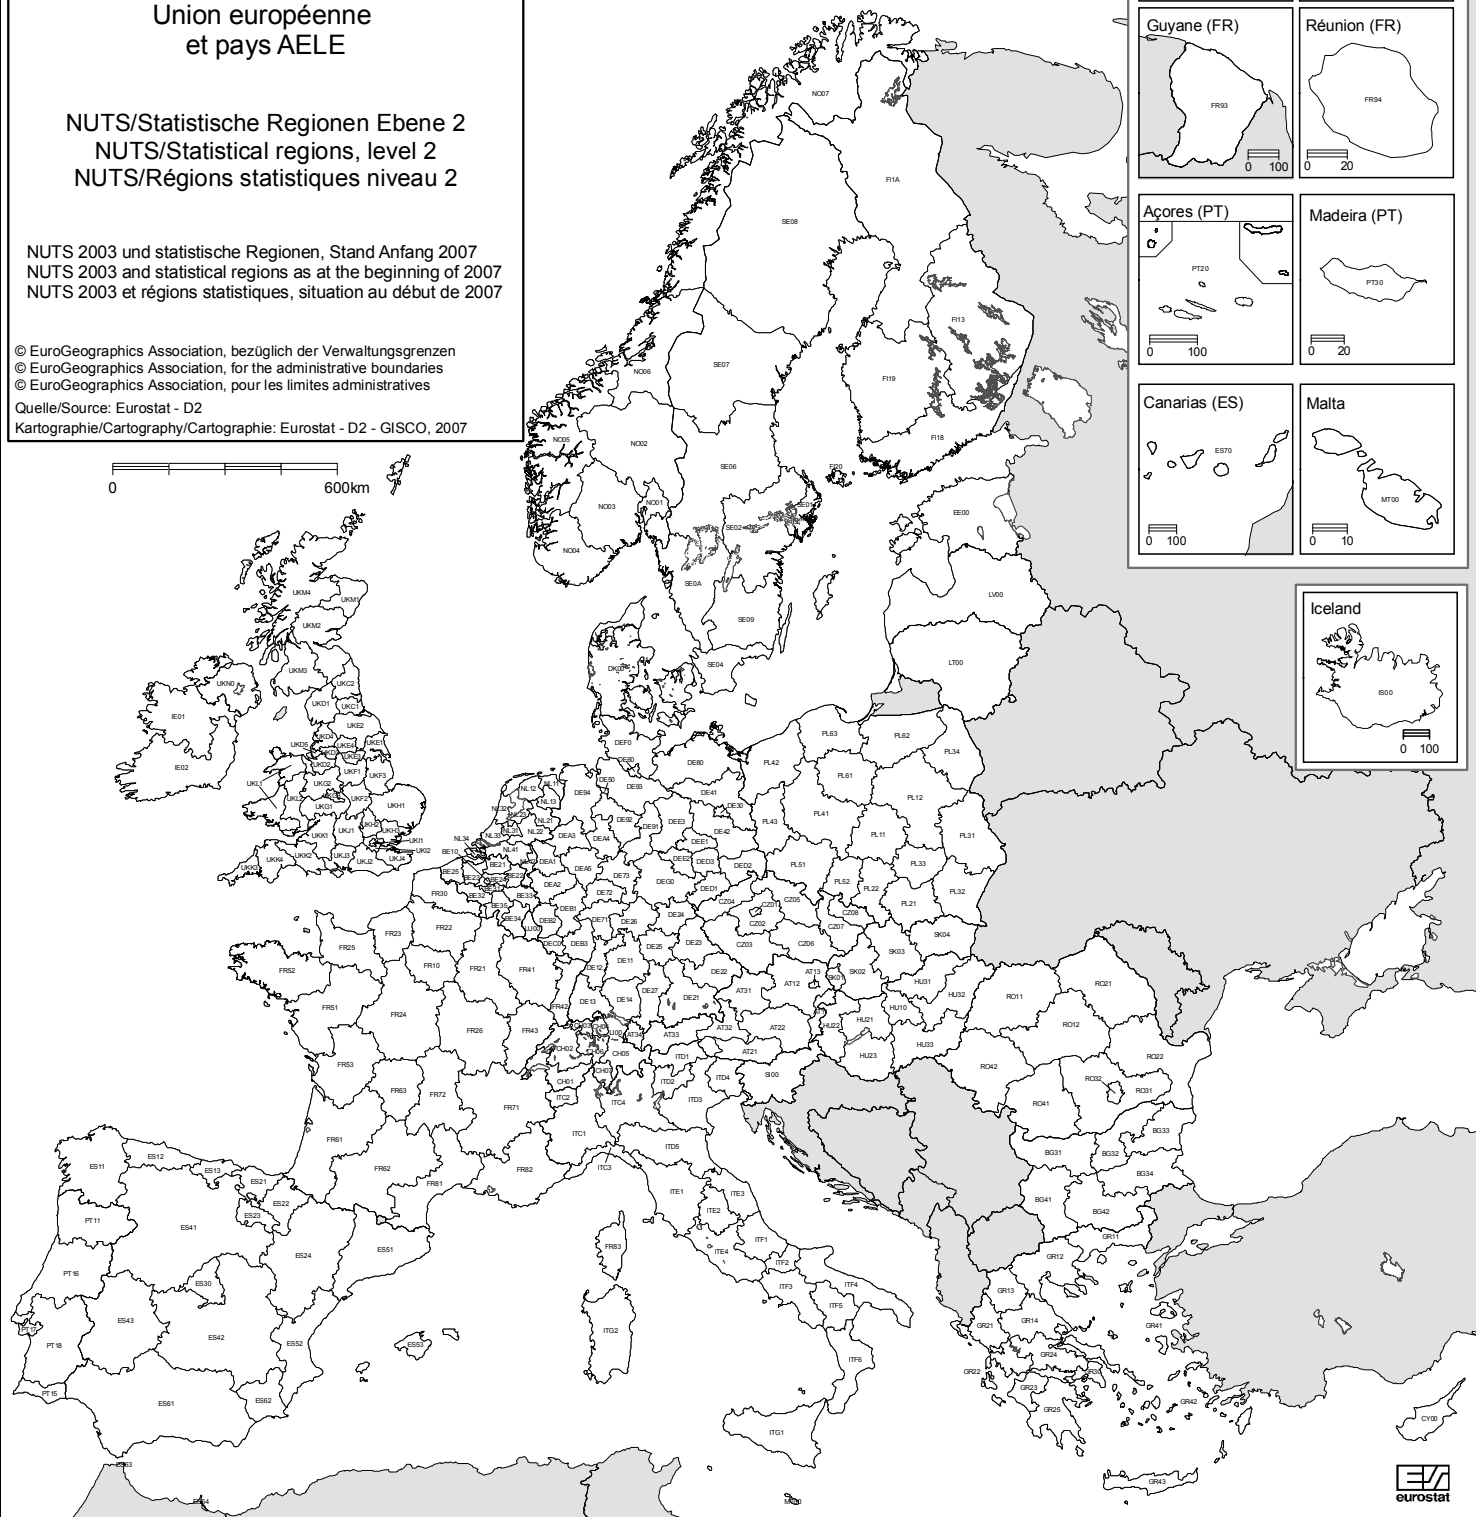 Union européenne
et pays AELE
NUTS/Statistische Regionen Ebene 2
NUTS/Statistical regions, level 2
NUTS/Régions statistiques niveau 2
NUTS 2003 und statistische Regionen, Stand Anfang 2007
NUTS 2003 and statistical regions as at the beginning of 2007
NUTS 2003 et régions statistiques, situation au début de 2007
© EuroGeographics Association, bezüglich der Verwaltungsgrenzen
© EuroGeographics Association, for the administrative boundaries
© EuroGeographics Association, pour les limites administratives
Quelle/Source: Eurostat - D2
Kartographie/Cartography/Cartographie: Eurostat - D2 - GISCO, 2007
0 600km
Guyane (FR)
FR93
0 100
Réunion (FR)
FR94
0 20
Açores (PT)
PT20
0 100
Madeira (PT)
PT30
0 20
Canarias (ES)
ES70
0 100
Malta
MT00
0 10
Iceland
IS00
0 100
NO07
FI1A
SE08
FI13
SE07
NO06
FI19
NO05
NO02
FI18
SE06
FI20
NO01
NO03
SE01
SE02
EE00
NO04
SE0A
LV00
SE09
LT00
SE04
DK00
UKM4
UKM1
UKM2
UKM3
UKN0
UKC2
UKD1
UKC1
IE01
UKE2
UKD4
UKE4
UKE1
UKD5
UKE3
UKD2
IE02
UKF1
UKF3
UKL1
UKG2
UKL2
UKG1
UKF2
UKH1
UKH2
UKH3
UKK1
UKJ1
UKI1
UKI2
UKK4
UKK2
UKJ3
UKJ2
UKJ4
UKK3
PL63
PL62
PL34
DEF0
DE60
DE80
PL42
PL61
PL12
DE50
DE93
DE94
DE41
NL11
NL12
NL13
DE30
PL43
PL41
PL11
PL31
DE92
DE91
DEE3
DE42
NL21
NL22
NL31
NL33
NL34
DEA3
DEA4
DEE1
NL41
BE10
DEA1
DEE2
DED3
DED2
PL51
PL33
BE25
BE23
BE21
BE22
DEA5
DE73
DEG0
DED1
PL52
PL22
PL32
PL21
FR30
BE32
BE33
DEA2
DE72
CZ04
CZ01
CZ05
CZ08
BE35
BE34
DEB1
DEB2
DE71
DE26
DE24
CZ02
CZ07
FR22
FR23
LU00
DEC0
DEB3
DE25
DE23
CZ03
CZ06
SK03
SK04
FR25
FR10
FR21
FR41
DE12
DE11
DE22
AT13
AT12
SK01
SK02
FR52
HU31
HU32
RO11
RO21
DE13
DE14
DE27
DE21
AT31
FR51
FR24
FR42
HU10
HU21
HU22
RO12
FR26
FR43
CH03
AT34
AT33
AT32
AT22
HU33
CH02
CH06
CH05
ITD1
AT21
HU23
RO22
FR53
FR63
FR72
CH01
CH07
ITD2
ITD4
SI00
RO42
RO32
RO31
FR71
ITC2
ITC4
ITD3
RO41
FR61
ITC1
ITD5
BG33
BG31
BG32
ES11
ES12
ES13
FR62
FR82
ITC3
BG34
ES21
FR81
ITE1
ITE3
BG41
ES22
ITE2
BG42
PT11
ES41
ES23
ITF1
GR11
FR83
ITE4
GR12
ES24
ES51
ITF2
PT16
ES30
ITF3
ITF4
GR13
ITF5
GR14
ES43
ES42
ITG2
GR21
GR41
PT17
PT18
ES52
ES53
ITF6
GR24
GR22
GR30
GR23
PT15
ES61
ES62
GR25
GR42
ITG1
CY00
ES63
GR43
ES64
MT00
eurostat